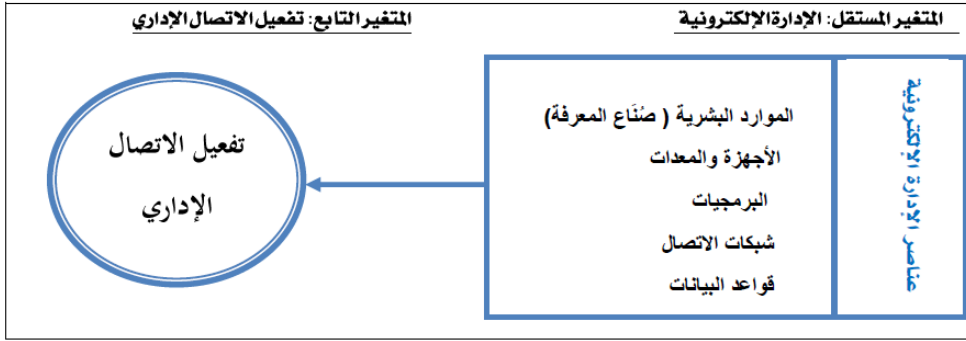 المتغير المستقل: الإدارة الإلكترونية
المتغير التابع: تفعيل الاتصال الإداري
عناصر الإدارة الإلكترونية
الموارد البشرية ( صُنَاع المعرفة)
الأجهزة والمعدات
البرمجيات
شبكات الاتصال
قواعد البيانات
تفعيل الاتصال
الإداري